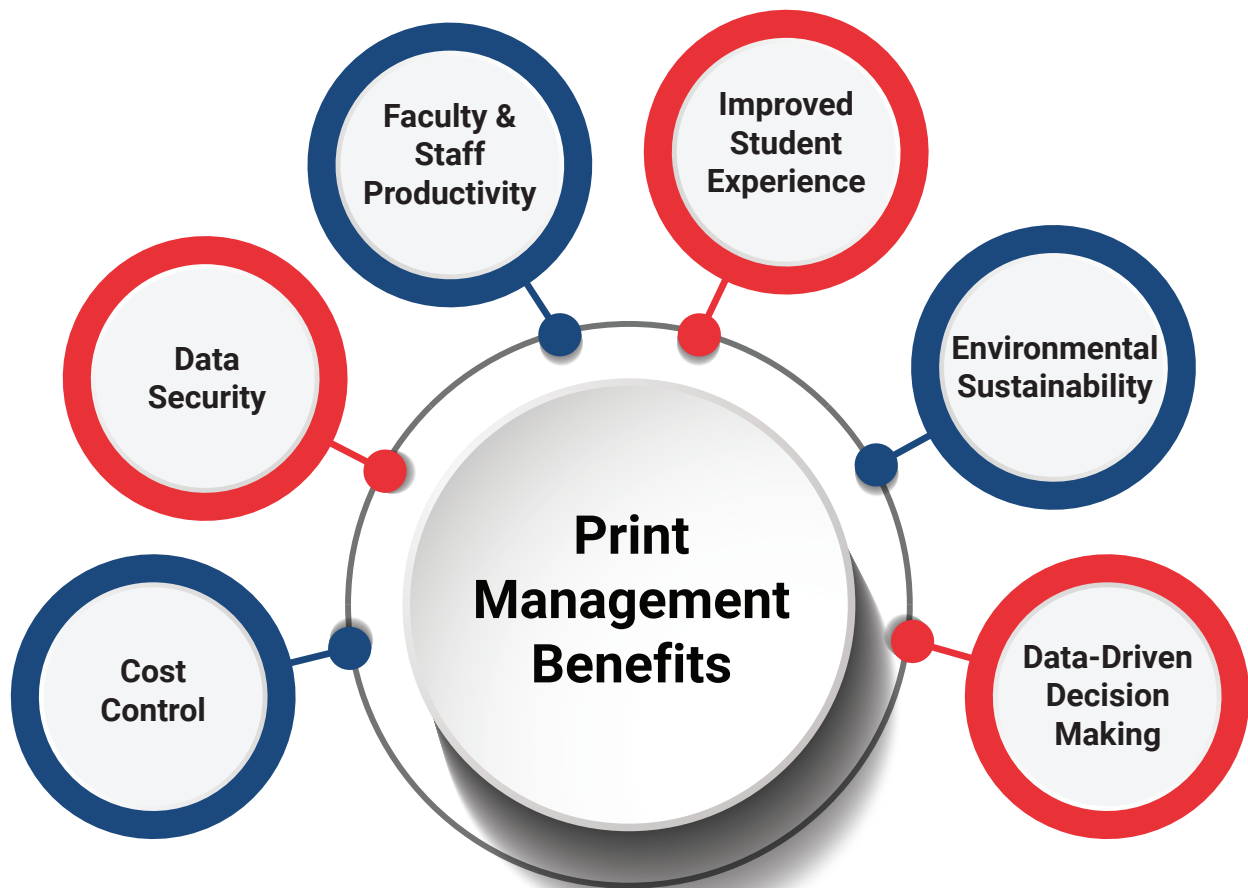 Faculty &
Staff
Productivity
Improved
Student
Experience
Data
Security
Environmental
Sustainability
Print
Management
Benefits
Cost
Control
Data-Driven
Decision
Making